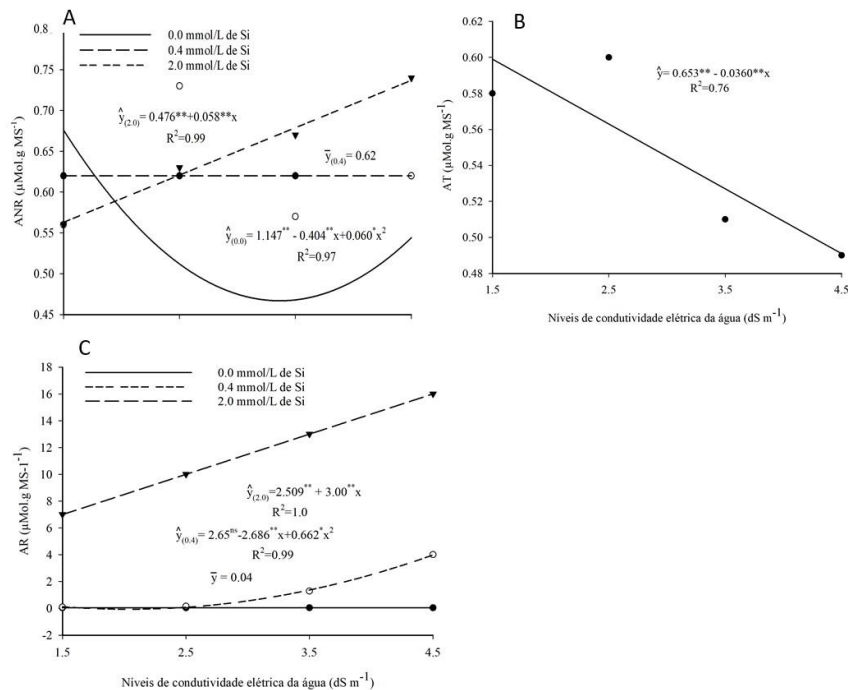 A
0.0 mmol/L de Si
0.4 mmol/L de Si
2.0 mmol/L de Si
0.8
0.75
0.70
0.65
0.60
0.55
0.50
0.45
ANR (µMol.g MS⁻¹)
ŷ(2.0) = 0.476**+0.058**x
R²=0.99
y̅(0.4) = 0.62
ŷ(0.0) = 1.147** - 0.404**x+0.060*x²
R²=0.97
B
0.62
0.60
0.58
0.56
0.54
0.52
0.50
0.48
AT (µMol.g MS⁻¹)
ŷ= 0.653** - 0.0360**x
R²=0.76
1.5 2.5 3.5 4.5
Níveis de condutividade elétrica da água (dS m⁻¹)
C
0.0 mmol/L de Si
0.4 mmol/L de Si
2.0 mmol/L de Si
18
16
14
12
10
8
6
4
2
0
-2
AR (µMol.g MS-1⁻¹)
ŷ(2.0)=2.509** + 3.00**x
R²=1.0
ŷ(0.4)= 2.65ⁿˢ-2.686**x+0.662*x²
R²=0.99
y̅ = 0.04
1.5 2.5 3.5 4.5
Níveis de condutividade elétrica da água (dS m⁻¹)